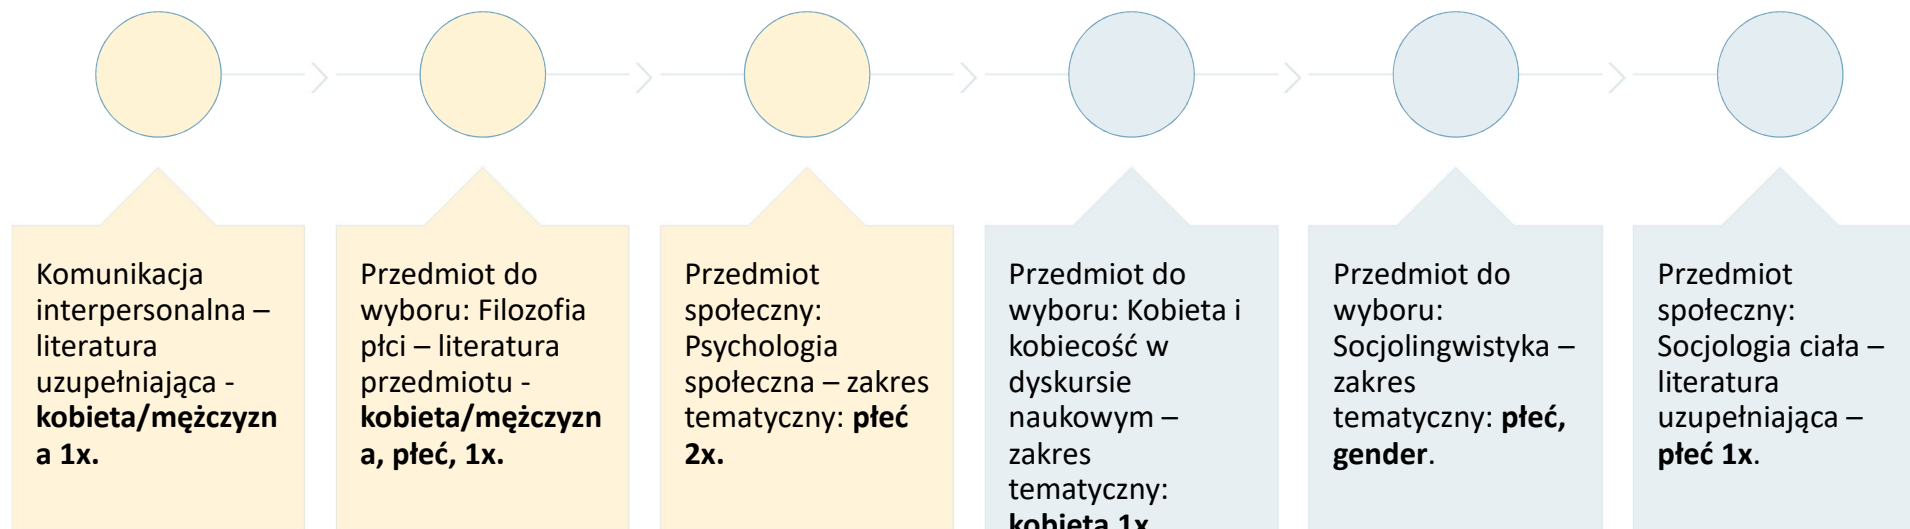 Komunikacja
interpersonalna –
literatura
uzupełniająca -
kobieta/mężczyzn
a 1x.
Przedmiot do
wyboru: Filozofia
płci – literatura
przedmiotu -
kobieta/mężczyzn
a, płeć, 1x.
Przedmiot
społeczny:
Psychologia
społeczna – zakres
tematyczny: płeć
2x.
Przedmiot do
wyboru: Kobieta i
kobiecość w
dyskursie
naukowym –
zakres
tematyczny:
kobieta 1x
Przedmiot do
wyboru:
Socjolingwistyka –
zakres
tematyczny: płeć,
gender.
Przedmiot
społeczny:
Socjologia ciała –
literatura
uzupełniająca –
płeć 1x.